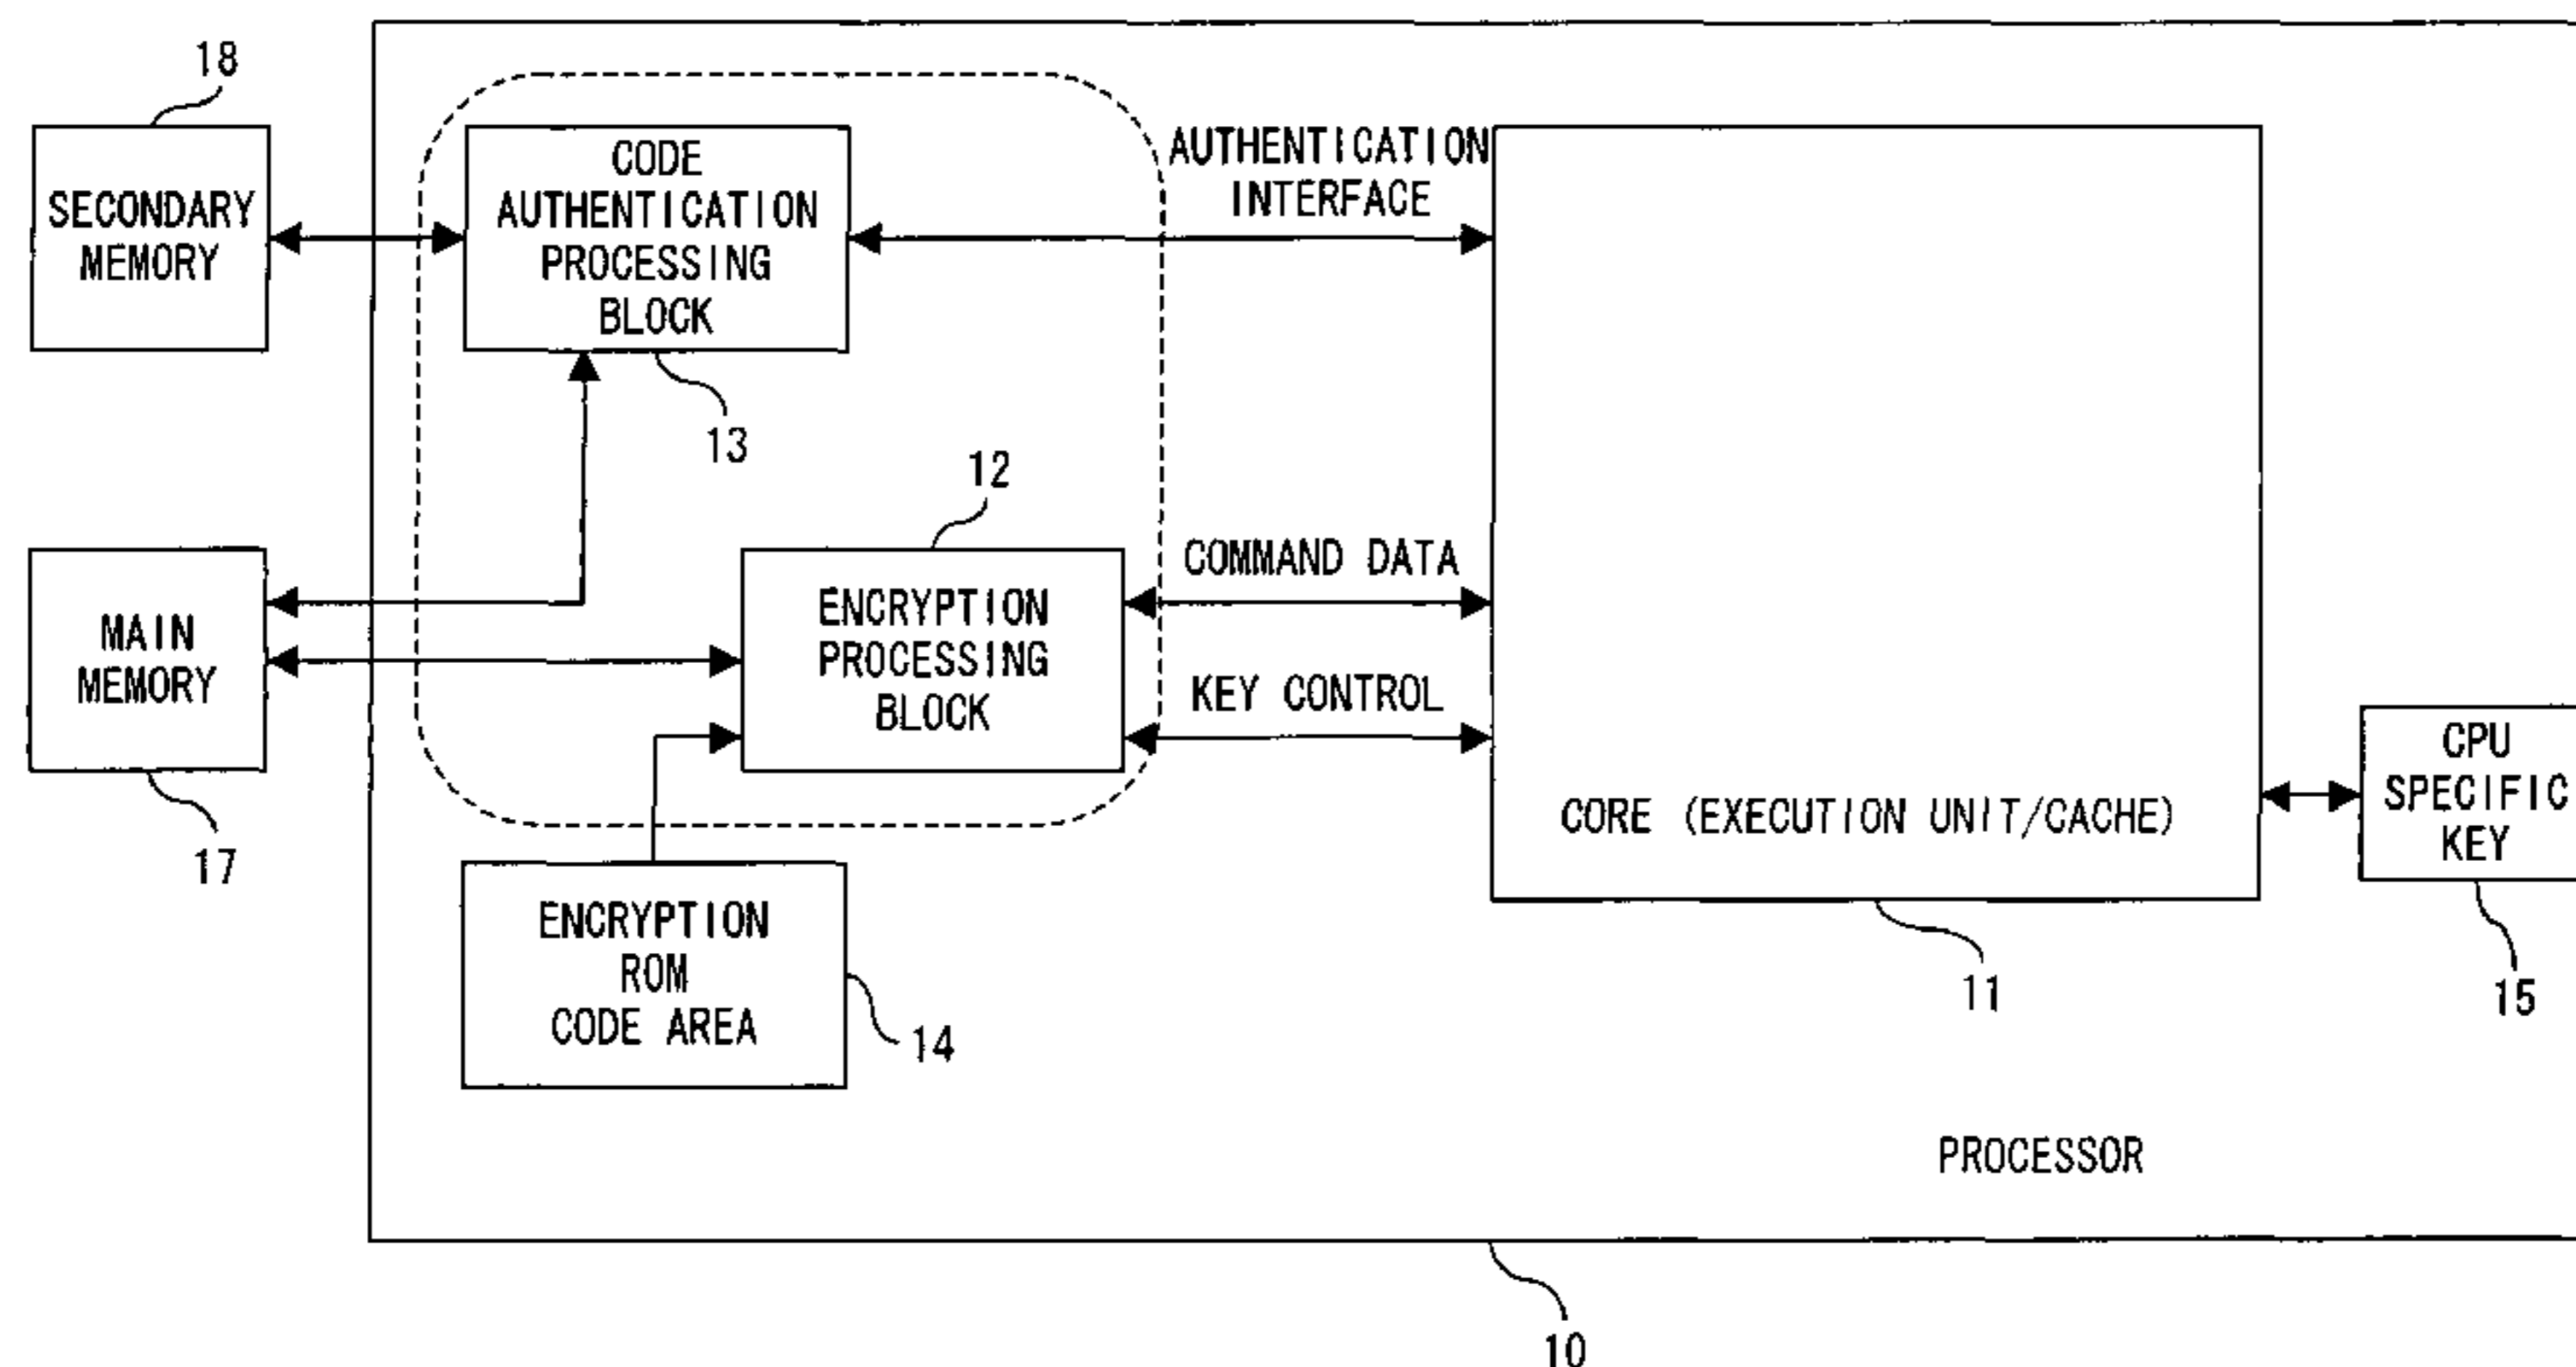 18
SECONDARY
MEMORY
CODE
AUTHENTICATION
PROCESSING
BLOCK
13
AUTHENTICATION
INTERFACE
MAIN
MEMORY
17
12
ENCRYPTION
PROCESSING
BLOCK
COMMAND DATA
KEY CONTROL
CORE (EXECUTION UNIT/CACHE)
11
CPU
SPECIFIC
KEY
15
ENCRYPTION
ROM
CODE AREA
14
PROCESSOR
10